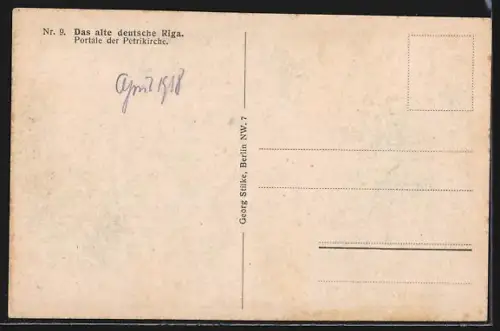 Nr. 9. Das alte deutsche Riga.
Portale der Petrikirche.
April 1918
Georg Stilke, Berlin NW. 7